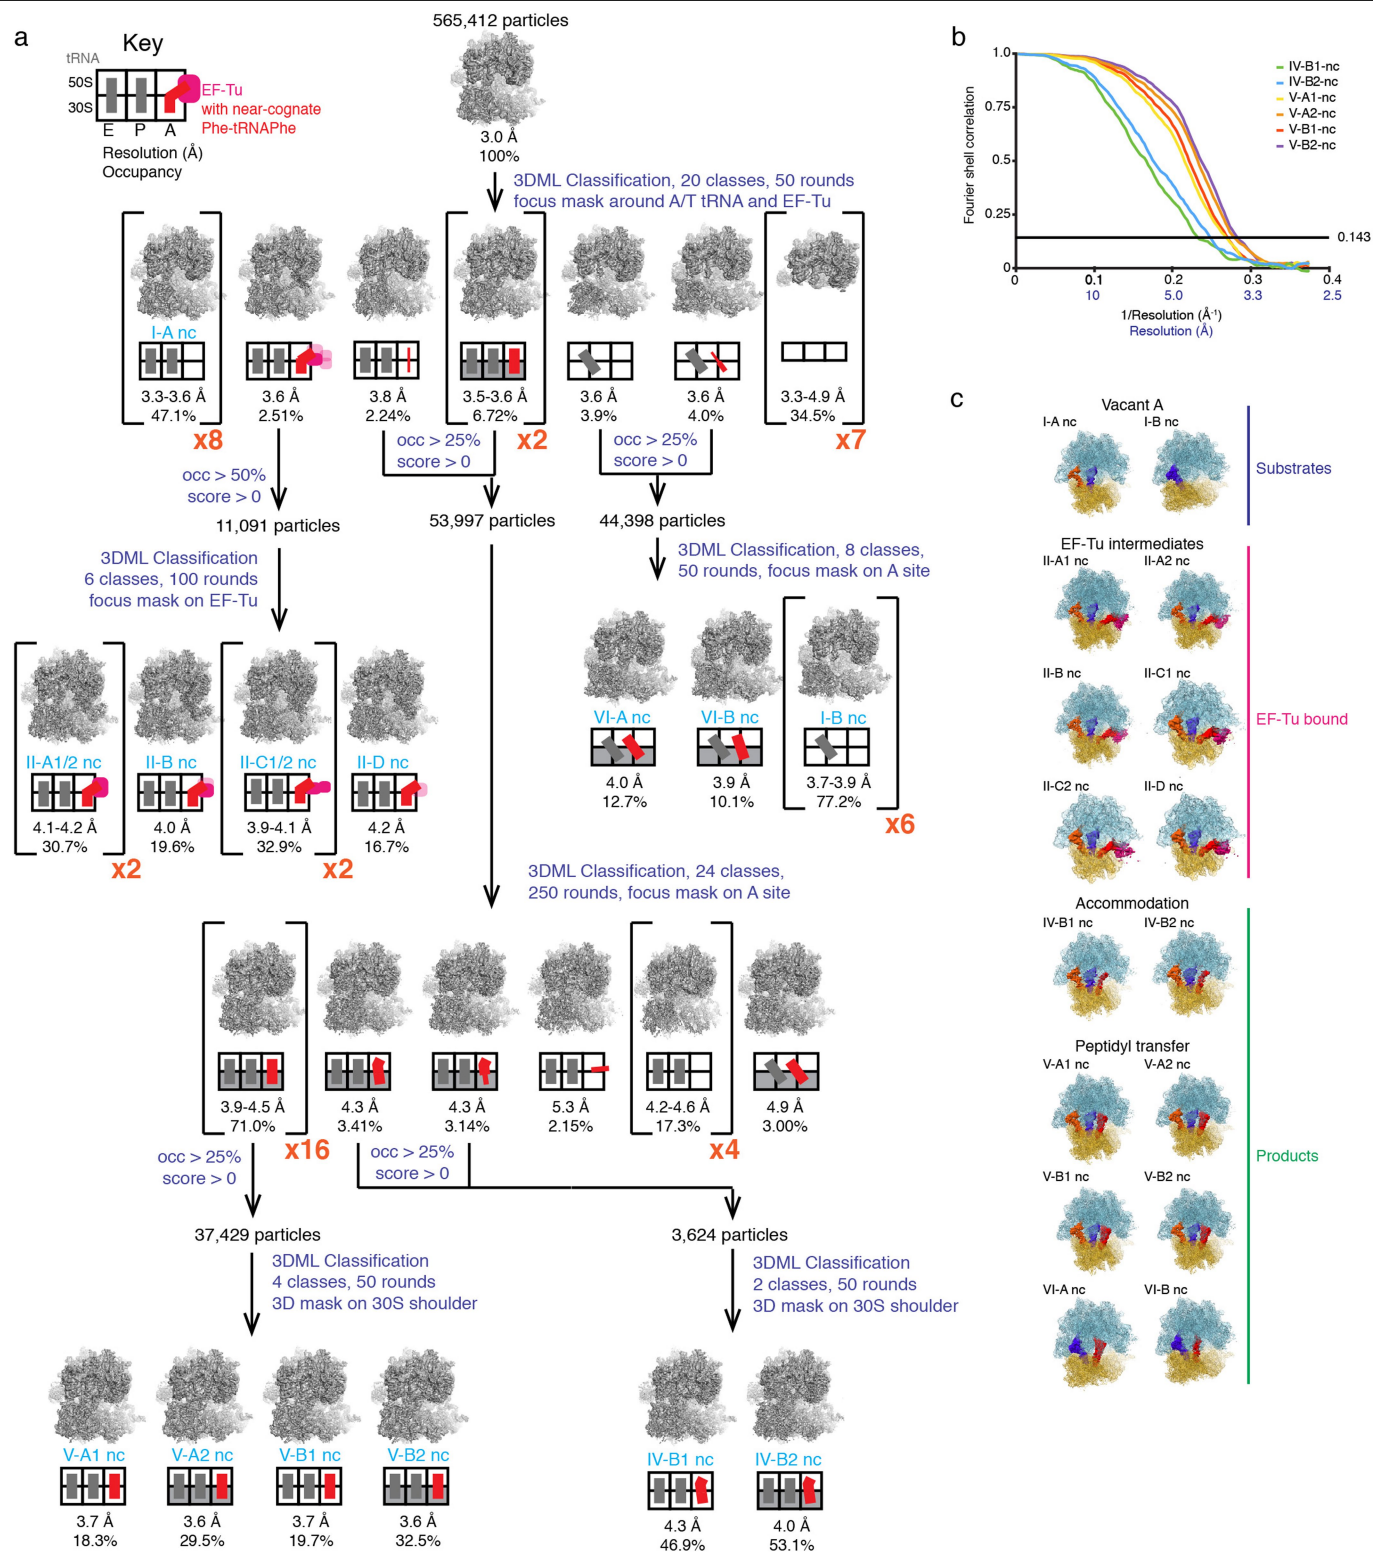 a
Key
tRNA
50S
30S
EF-Tu
with near-cognate
Phe-tRNAPhe
E P A
Resolution (Å)
Occupancy
565,412 particles
3.0 Å
100%
3DML Classification, 20 classes, 50 rounds
focus mask around A/T tRNA and EF-Tu
I-A nc
3.3-3.6 Å
47.1%
x8
3.6 Å
2.51%
3.8 Å
2.24%
3.5-3.6 Å
6.72%
x2
3.6 Å
3.9%
3.6 Å
4.0%
3.3-4.9 Å
34.5%
x7
occ > 50%
score > 0
occ > 25%
score > 0
occ > 25%
score > 0
11,091 particles
53,997 particles
44,398 particles
3DML Classification
6 classes, 100 rounds
focus mask on EF-Tu
3DML Classification, 8 classes,
50 rounds, focus mask on A site
II-A1/2 nc
4.1-4.2 Å
30.7%
x2
II-B nc
4.0 Å
19.6%
II-C1/2 nc
3.9-4.1 Å
32.9%
x2
II-D nc
4.2 Å
16.7%
VI-A nc
4.0 Å
12.7%
VI-B nc
3.9 Å
10.1%
I-B nc
3.7-3.9 Å
77.2%
x6
3DML Classification, 24 classes,
250 rounds, focus mask on A site
3.9-4.5 Å
71.0%
x16
4.3 Å
3.41%
4.3 Å
3.14%
5.3 Å
2.15%
4.2-4.6 Å
17.3%
x4
4.9 Å
3.00%
occ > 25%
score > 0
occ > 25%
score > 0
37,429 particles
3,624 particles
3DML Classification
4 classes, 50 rounds
3D mask on 30S shoulder
3DML Classification
2 classes, 50 rounds
3D mask on 30S shoulder
V-A1 nc
3.7 Å
18.3%
V-A2 nc
3.6 Å
29.5%
V-B1 nc
3.7 Å
19.7%
V-B2 nc
3.6 Å
32.5%
IV-B1 nc
4.3 Å
46.9%
IV-B2 nc
4.0 Å
53.1%
b
Fourier shell correlation
1.0
0.75
0.5
0.25
0
0 0.1 0.2 0.3 0.4
10 5.0 3.3 2.5
1/Resolution (Å-1)
Resolution (Å)
0.143
IV-B1-nc
IV-B2-nc
V-A1-nc
V-A2-nc
V-B1-nc
V-B2-nc
c
Vacant A
I-A nc I-B nc
Substrates
EF-Tu intermediates
II-A1 nc II-A2 nc
II-B nc II-C1 nc
EF-Tu bound
II-C2 nc II-D nc
Accommodation
IV-B1 nc IV-B2 nc
Peptidyl transfer
V-A1 nc V-A2 nc
Products
V-B1 nc V-B2 nc
VI-A nc VI-B nc